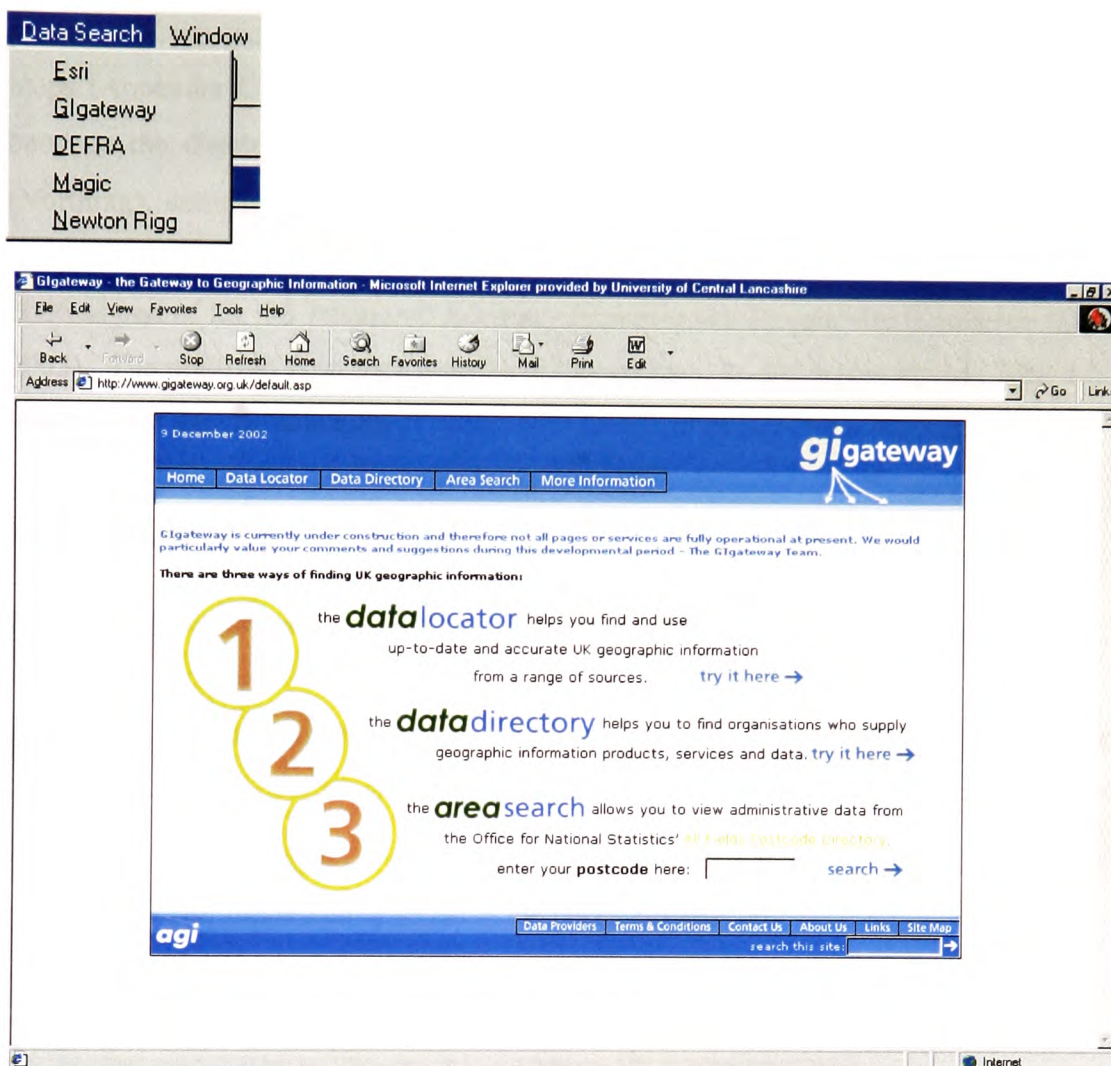 Data Search Window
Esri
GIgateway
DEFRA
Magic
Newton Rigg
GIgateway - the Gateway to Geographic Information - Microsoft Internet Explorer provided by University of Central Lancashire
File Edit View Favorites Tools Help
Back Forward Stop Refresh Home Search Favorites History Mail Print Edit
Address http://www.gigateway.org.uk/default.asp Go Link
9 December 2002
gigateway
Home Data Locator Data Directory Area Search More Information
GIgateway is currently under construction and therefore not all pages or services are fully operational at present. We would
particularly value your comments and suggestions during this developmental period - The GIgateway Team.
There are three ways of finding UK geographic information:
1 the datalocator helps you find and use
up-to-date and accurate UK geographic information
from a range of sources. try it here →
2 the datadirectory helps you to find organisations who supply
geographic information products, services and data. try it here →
3 the areasearch allows you to view administrative data from
the Office for National Statistics' All Fields Postcode Directory.
enter your postcode here: search →
agi
Data Providers Terms & Conditions Contact Us About Us Links Site Map
search this site:
Internet